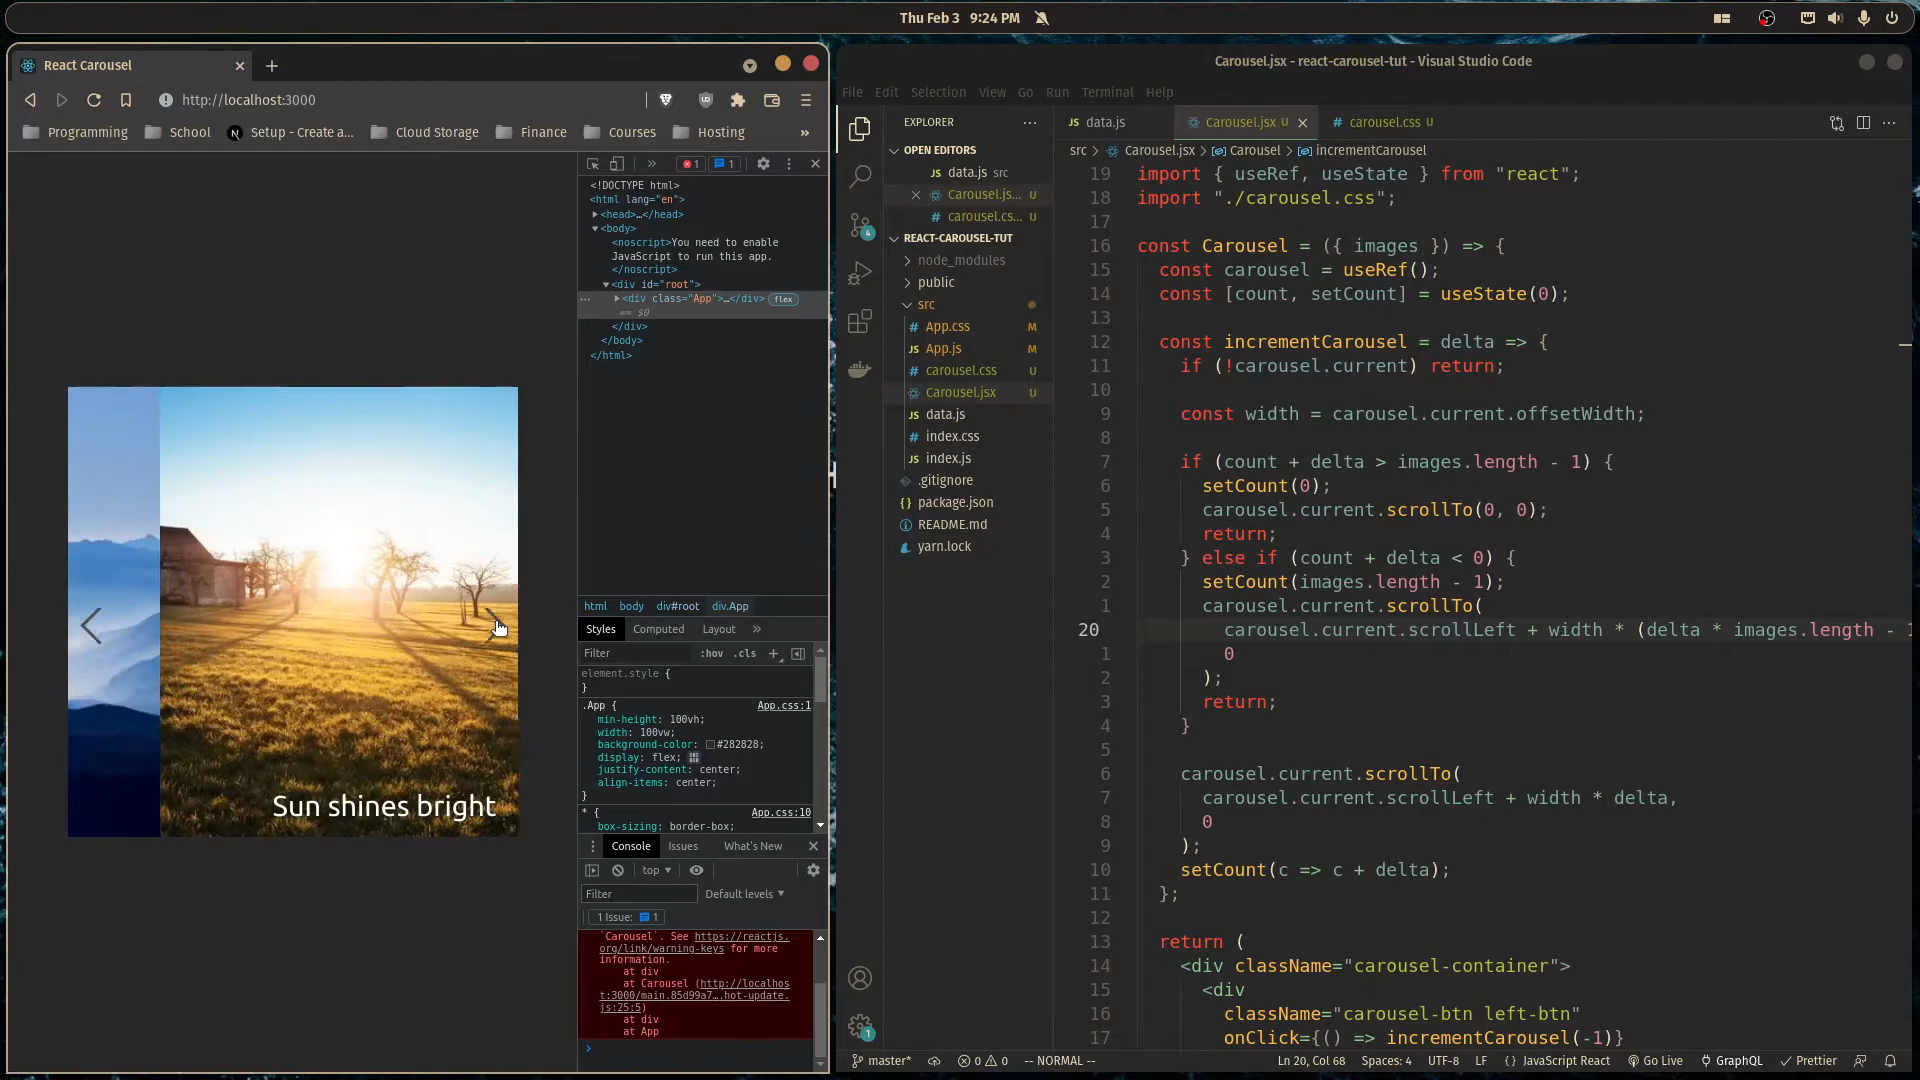 Thu Feb 3 9:24 PM
React Carousel
http://localhost:3000
Programming School Setup - Create a... Cloud Storage Finance Courses Hosting »
» 1 1
<!DOCTYPE html>
<html lang="en">
<head>…</head>
<body>
<noscript>You need to enable
JavaScript to run this app.
</noscript>
<div id="root">
<div class="App">…</div> flex
== $0
</div>
</body>
</html>
Sun shines bright
html body div#root div.App
Styles Computed Layout »
Filter :hov .cls +
element.style {
}
.App { App.css:1
min-height: 100vh;
width: 100vw;
background-color: #282828;
display: flex;
justify-content: center;
align-items: center;
}
* { App.css:10
box-sizing: border-box;
Console Issues What's New
top ▼
Filter Default levels ▼
1 Issue: 1
`Carousel`. See https://reactjs.
org/link/warning-keys for more
information.
at div
at Carousel (http://localhos
t:3000/main.85d99a7….hot-update.
js:25:5)
at div
at App
Carousel.jsx - react-carousel-tut - Visual Studio Code
File Edit Selection View Go Run Terminal Help
EXPLORER
OPEN EDITORS
JS data.js src
Carousel.js... U
# carousel.cs... U
REACT-CAROUSEL-TUT
node_modules
public
src
# App.css M
JS App.js M
# carousel.css U
Carousel.jsx U
JS data.js
# index.css
JS index.js
.gitignore
{} package.json
README.md
yarn.lock
4
1
JS data.js Carousel.jsx U # carousel.css U
src > Carousel.jsx > Carousel > incrementCarousel
19 import { useRef, useState } from "react";
18 import "./carousel.css";
17
16 const Carousel = ({ images }) => {
15 const carousel = useRef();
14 const [count, setCount] = useState(0);
13
12 const incrementCarousel = delta => {
11 if (!carousel.current) return;
10
9 const width = carousel.current.offsetWidth;
8
7 if (count + delta > images.length - 1) {
6 setCount(0);
5 carousel.current.scrollTo(0, 0);
4 return;
3 } else if (count + delta < 0) {
2 setCount(images.length - 1);
1 carousel.current.scrollTo(
20 carousel.current.scrollLeft + width * (delta * images.length - 1
1 0
2 );
3 return;
4 }
5
6 carousel.current.scrollTo(
7 carousel.current.scrollLeft + width * delta,
8 0
9 );
10 setCount(c => c + delta);
11 };
12
13 return (
14 <div className="carousel-container">
15 <div
16 className="carousel-btn left-btn"
17 onClick={() => incrementCarousel(-1)}
master* 0 0 -- NORMAL -- Ln 20, Col 68 Spaces: 4 UTF-8 LF {} JavaScript React Go Live GraphQL Prettier